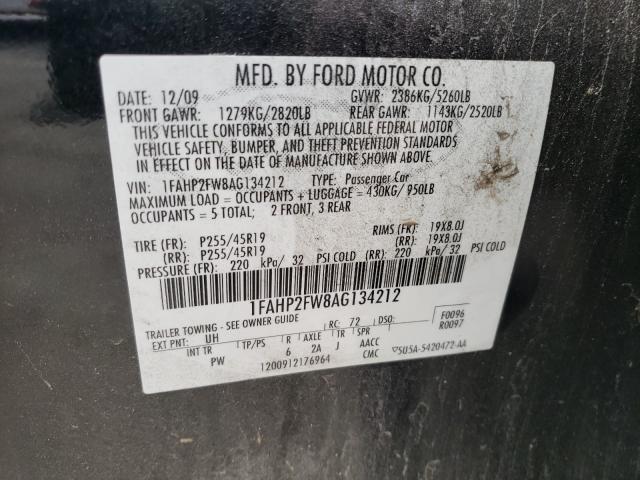 MFD. BY FORD MOTOR CO.
DATE: 12/09 GVWR: 2386KG/5260LB
FRONT GAWR: 1279KG/2820LB REAR GAWR: 1143KG/2520LB
THIS VEHICLE CONFORMS TO ALL APPLICABLE FEDERAL MOTOR
VEHICLE SAFETY, BUMPER, AND THEFT PREVENTION STANDARDS
IN EFFECT ON THE DATE OF MANUFACTURE SHOWN ABOVE.
VIN: 1FAHP2FW8AG134212 TYPE: Passenger Car
MAXIMUM LOAD = OCCUPANTS + LUGGAGE = 430KG/ 950LB
OCCUPANTS: 5 TOTAL; 2 FRONT, 3 REAR
TIRE (FR): P255/45R19 RIMS (FR): 19X8.0J
(RR): P255/45R19 (RR): 19X8.0J
PRESSURE (FR): 220 kPa/ 32 PSI COLD (RR): 220 kPa/ 32 PSI COLD
1FAHP2FW8AG134212
TRAILER TOWING - SEE OWNER GUIDE
EXT PNT: UH RC: 72 DSO: F0096
INT TR TP/PS R AXLE TR SPR R0097
PW 6 2A J AACC
1200912176964 CMC ▽5U5A-5420472-AA